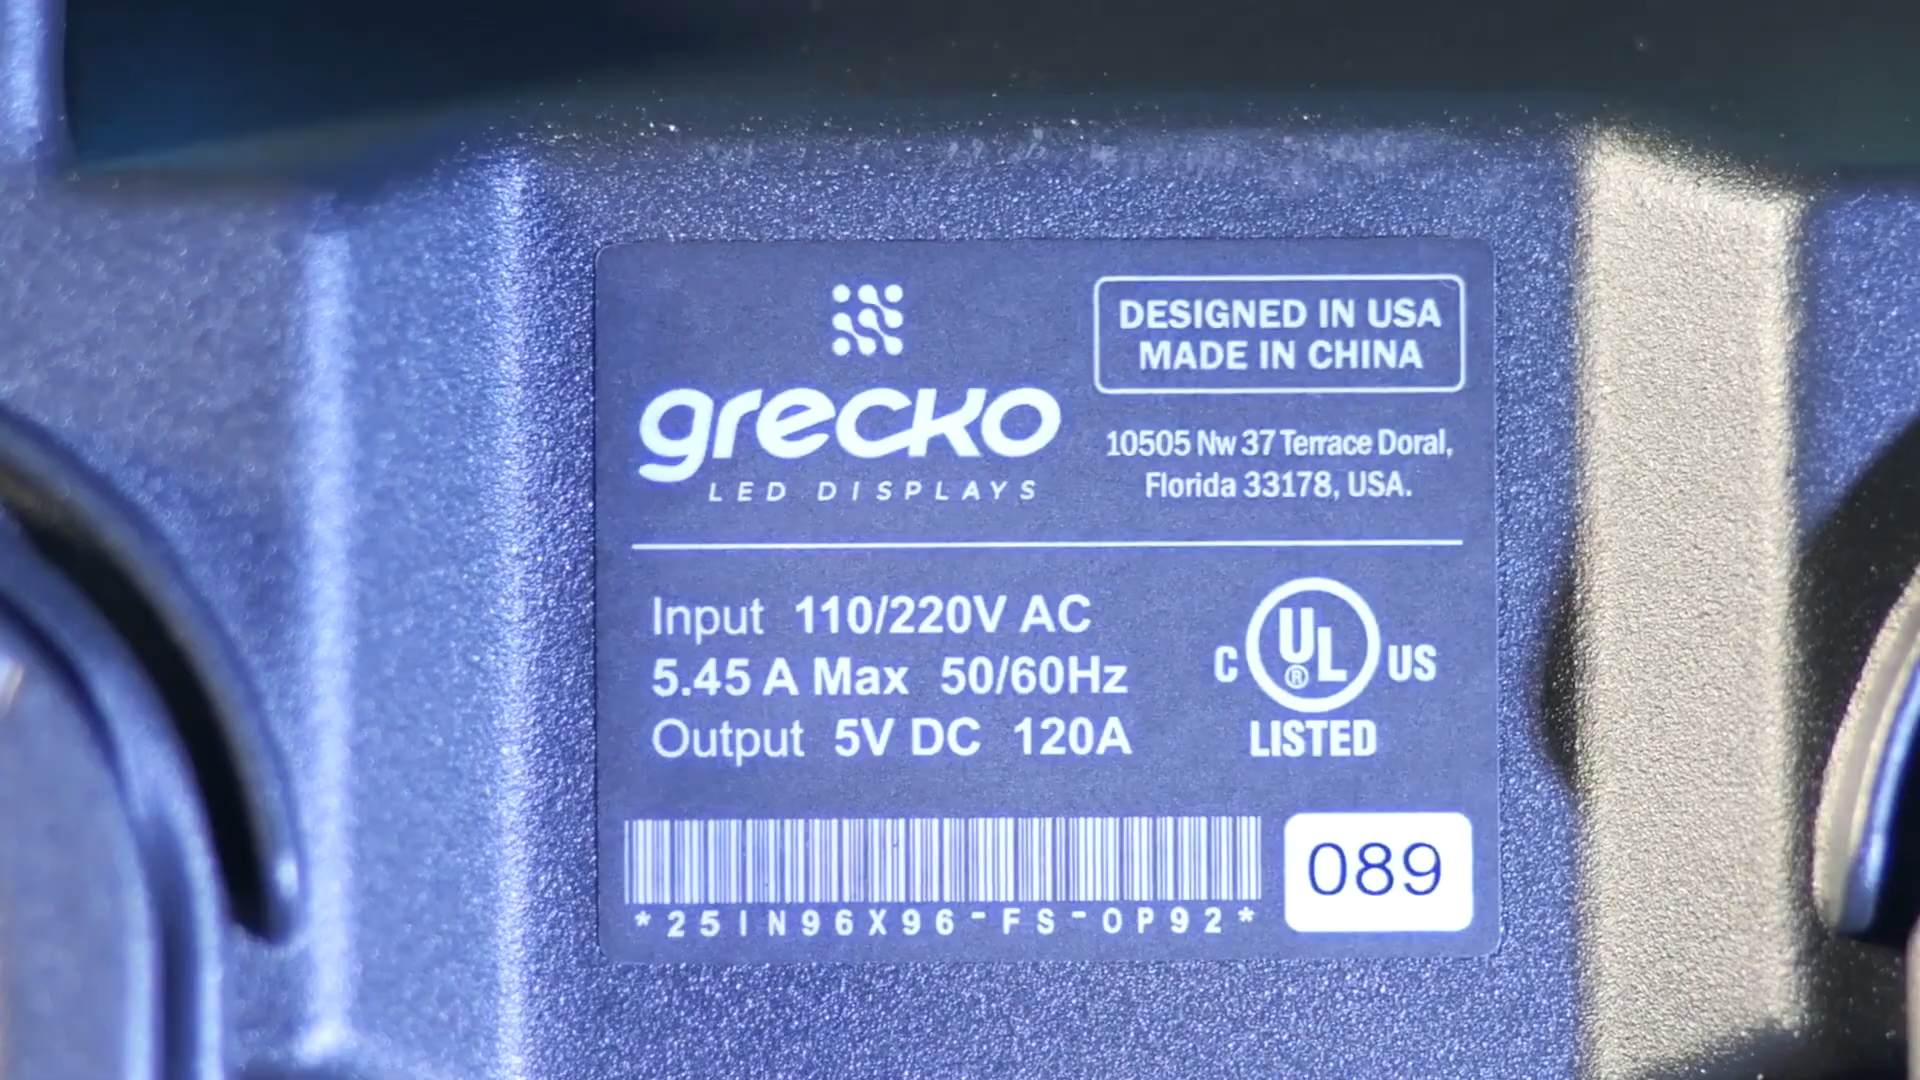 grecko
LED DISPLAYS
DESIGNED IN USA
MADE IN CHINA
10505 Nw 37 Terrace Doral,
Florida 33178, USA.
Input 110/220V AC
5.45 A Max 50/60Hz
Output 5V DC 120A
C UL® US
LISTED
*25IN96X96-FS-OP92*
089